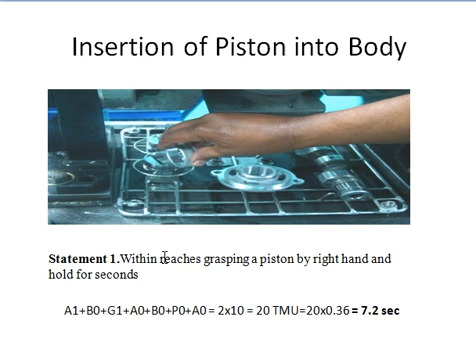 Insertion of Piston into Body
Statement 1.Within reaches grasping a piston by right hand and
hold for seconds
A1+B0+G1+A0+B0+P0+A0 = 2x10 = 20 TMU=20x0.36 = 7.2 sec